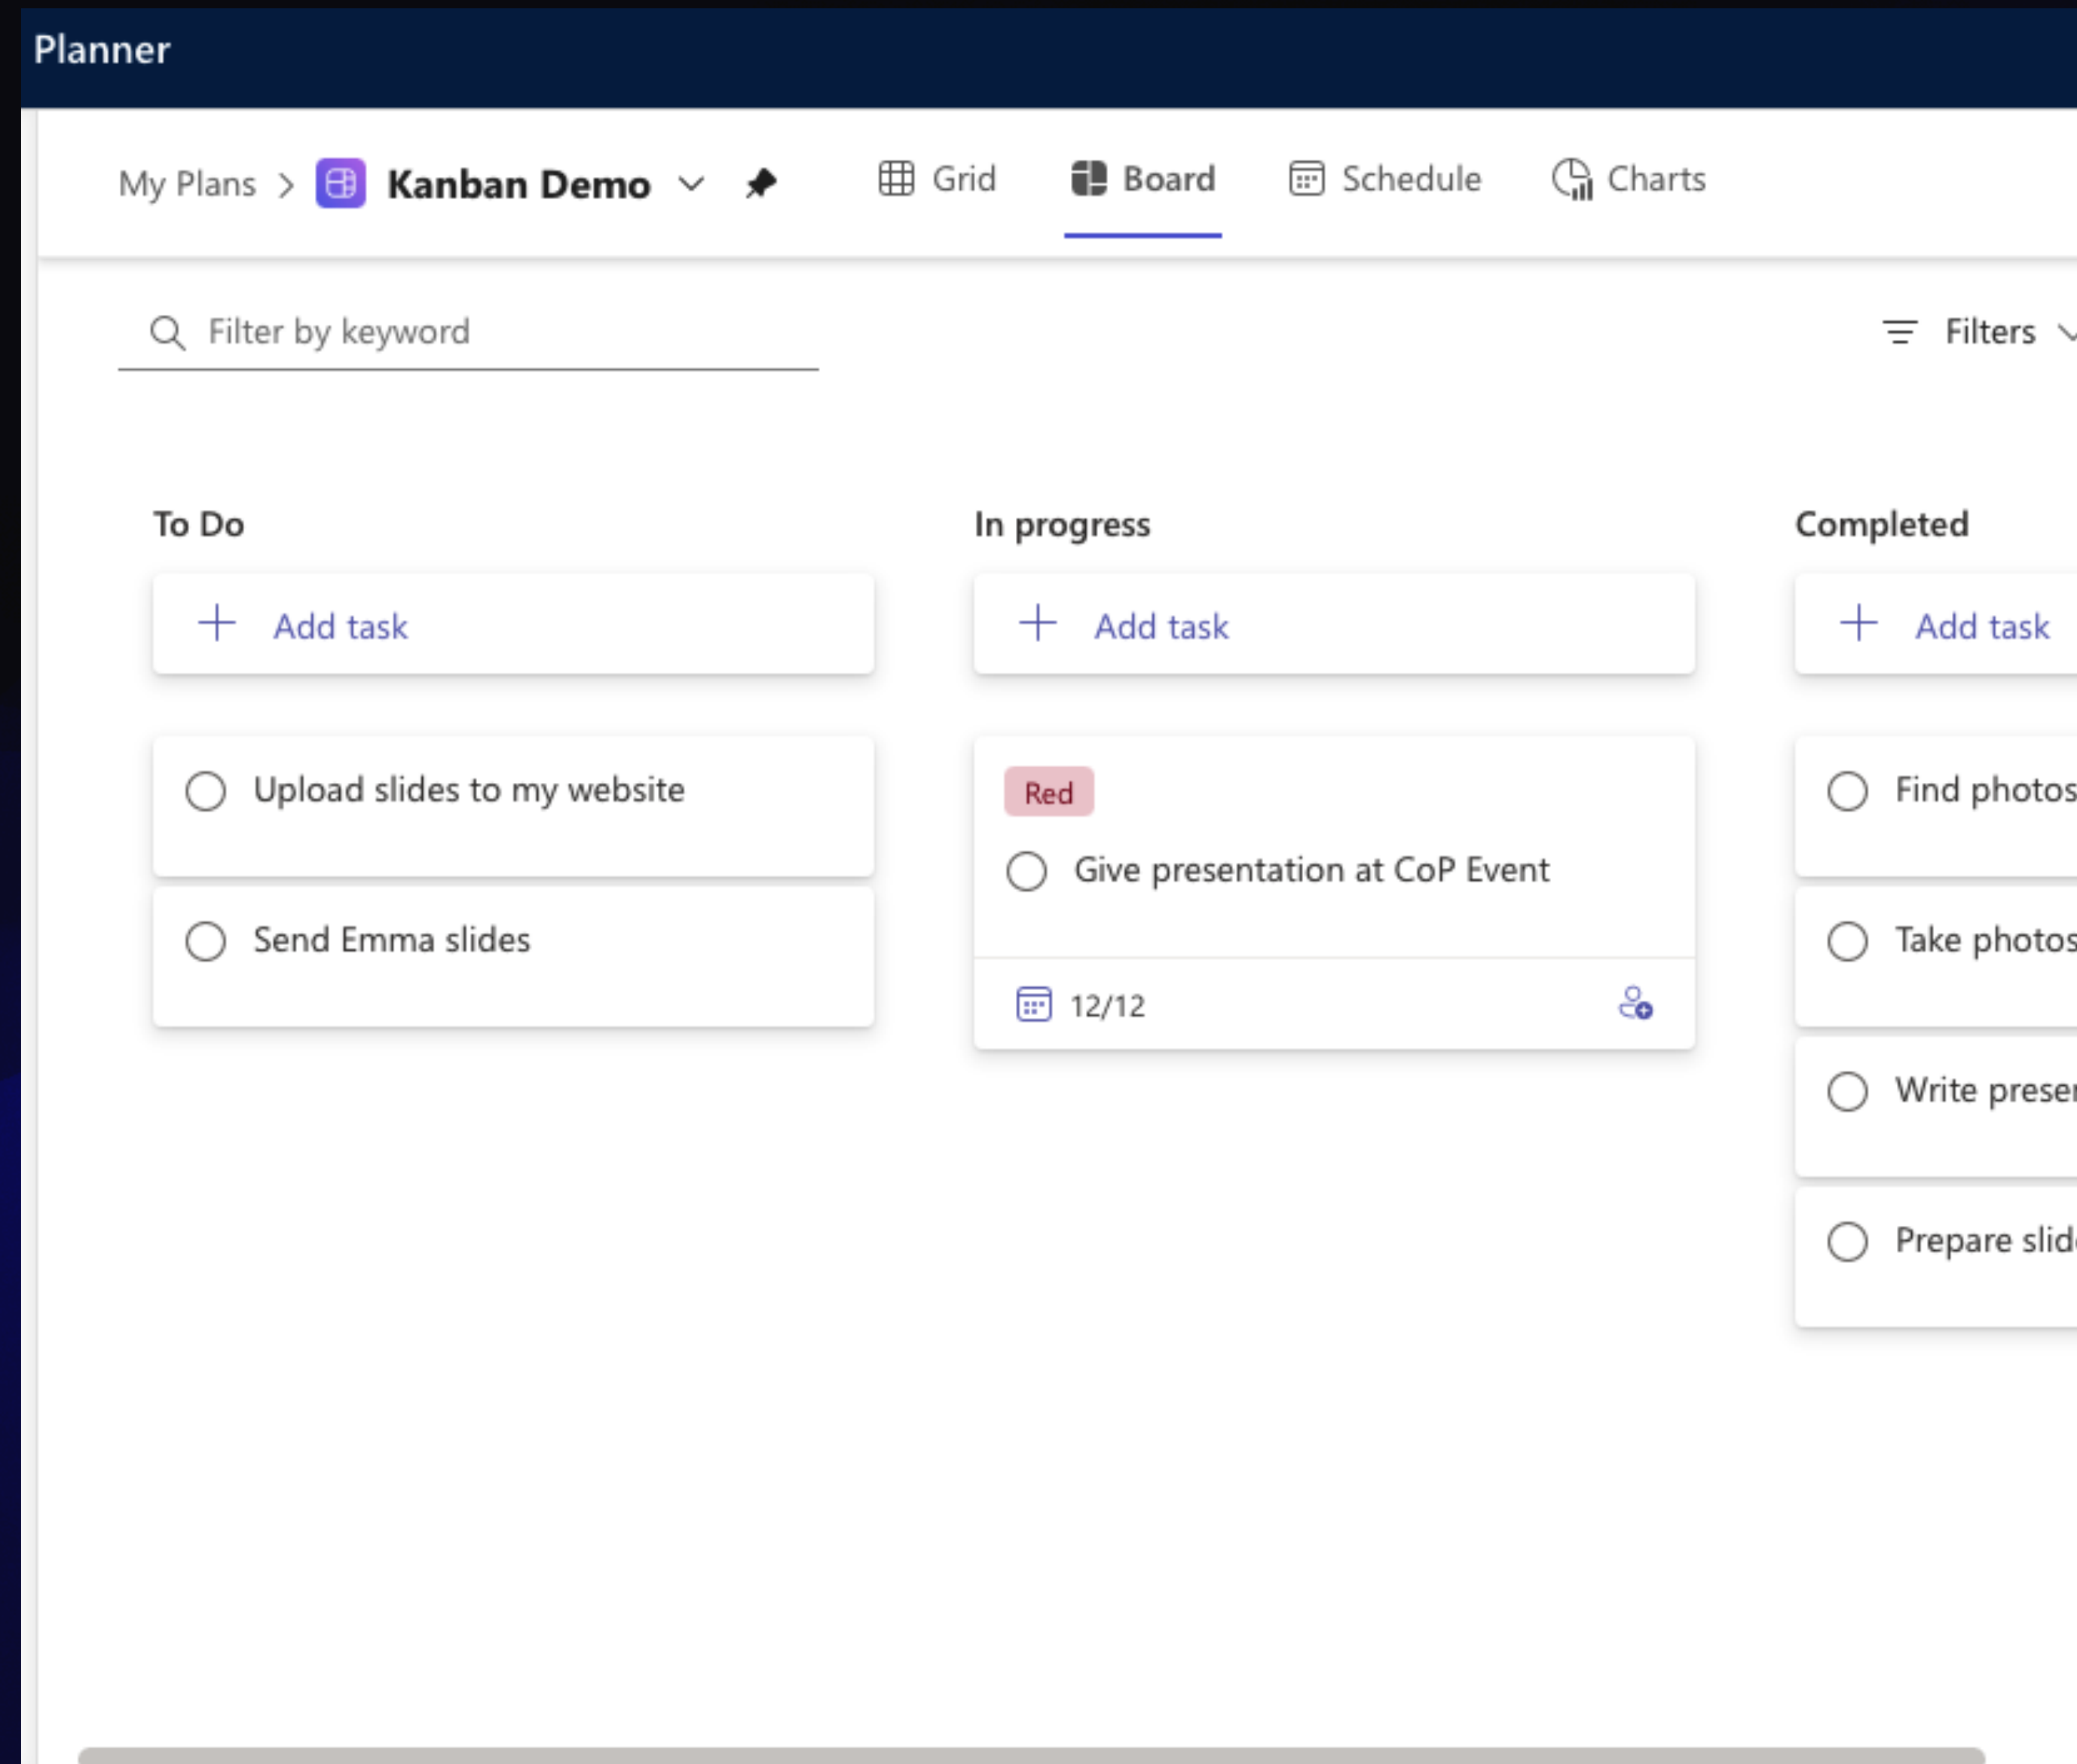 Planner
My Plans > Kanban Demo
Grid
Board
Schedule
Charts
Filter by keyword
Filters
To Do
Add task
Upload slides to my website
Send Emma slides
In progress
Add task
Red
Give presentation at CoP Event
12/12
Completed
Add task
Find photos
Take photos
Write
Prepare